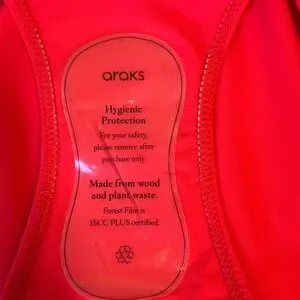 araks
Hygienic
Protection
For your safety,
please remove after
purchase only.
Made from wood
and plant waste.
Forest Film is
ISCC PLUS certified.